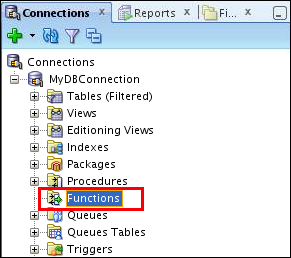 Connections Reports Fi...
Connections
MyDBConnection
Tables (Filtered)
Views
Editioning Views
Indexes
Packages
Procedures
Functions
Queues
Queues Tables
Triggers